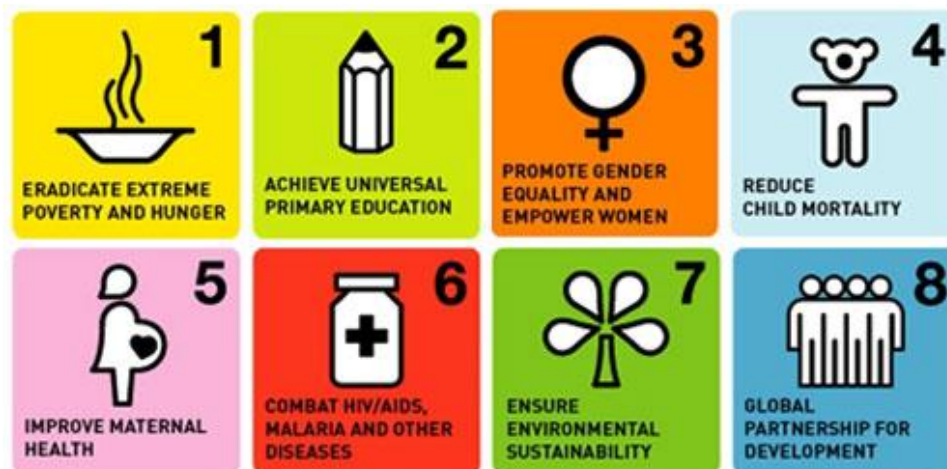 1
ERADICATE EXTREME
POVERTY AND HUNGER
2
ACHIEVE UNIVERSAL
PRIMARY EDUCATION
3
PROMOTE GENDER
EQUALITY AND
EMPOWER WOMEN
4
REDUCE
CHILD MORTALITY
5
IMPROVE MATERNAL
HEALTH
6
COMBAT HIV/AIDS,
MALARIA AND OTHER
DISEASES
7
ENSURE
ENVIRONMENTAL
SUSTAINABILITY
8
GLOBAL
PARTNERSHIP FOR
DEVELOPMENT